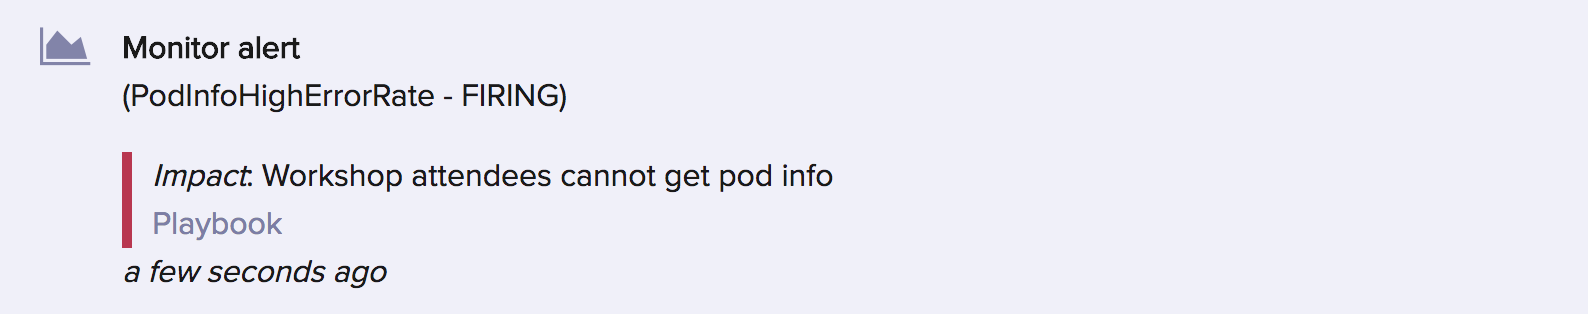 Monitor alert
(PodInfoHighErrorRate - FIRING)
Impact: Workshop attendees cannot get pod info
Playbook
a few seconds ago